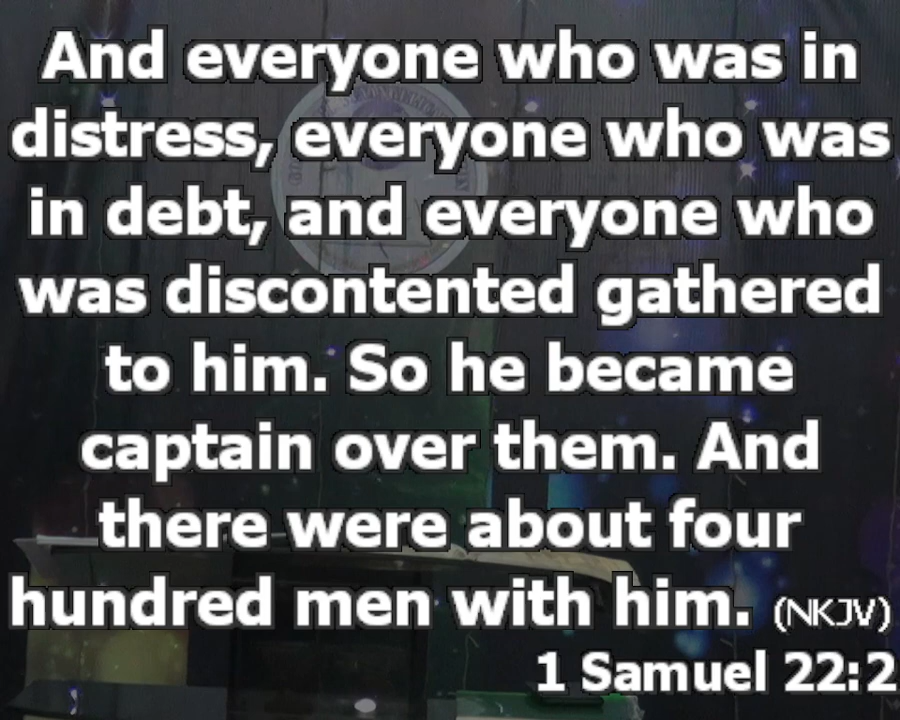 And everyone who was in
distress, everyone who was
in debt, and everyone who
was discontented gathered
to him. So he became
captain over them. And
there were about four
hundred men with him. (NKJV)
1 Samuel 22:2